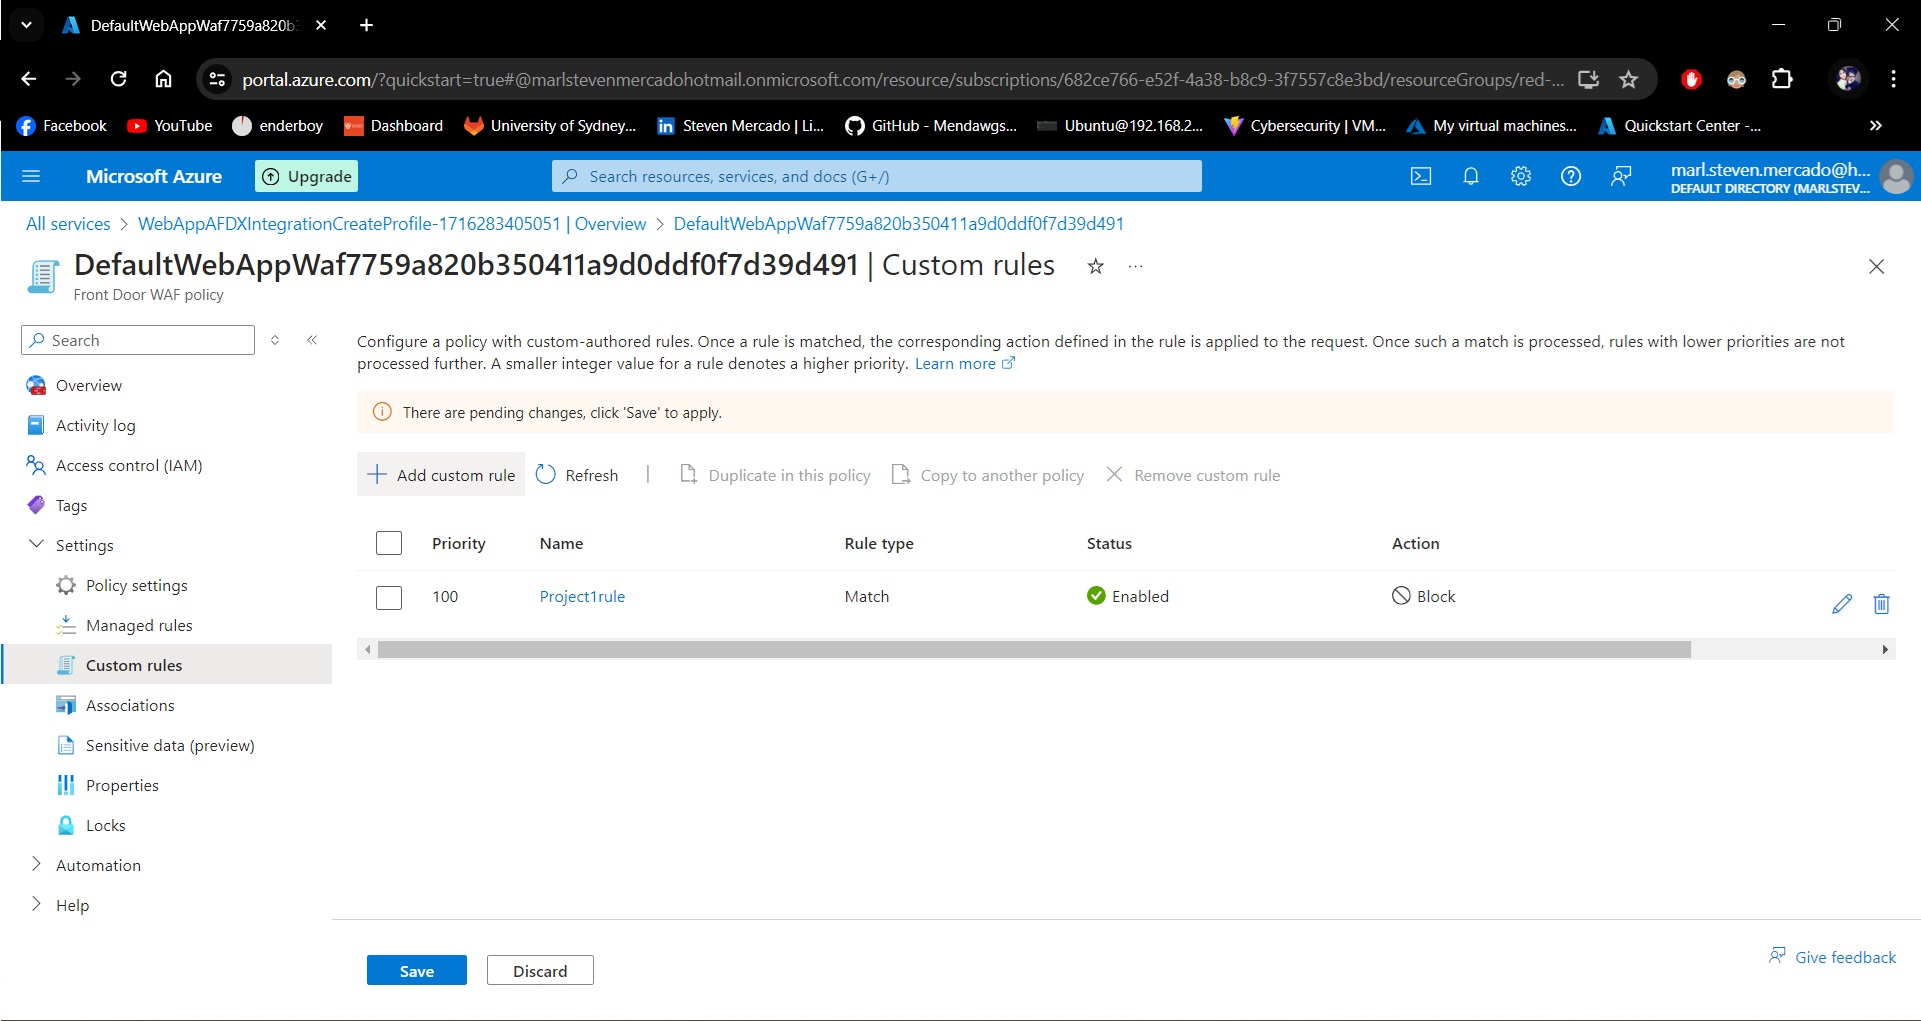 DefaultWebAppWaf7759a820b3
portal.azure.com/?quickstart=true#@marlstevenmercadohotmail.onmicrosoft.com/resource/subscriptions/682ce766-e52f-4a38-b8c9-3f7557c8e3bd/resourceGroups/red-...
Facebook YouTube enderboy Dashboard University of Sydney... Steven Mercado | Li... GitHub - Mendawgs... Ubuntu@192.168.2... Cybersecurity | VM... My virtual machines... Quickstart Center -...
Microsoft Azure Upgrade Search resources, services, and docs (G+/) marl.steven.mercado@h...
DEFAULT DIRECTORY (MARLSTEV...
All services > WebAppAFDXIntegrationCreateProfile-1716283405051 | Overview > DefaultWebAppWaf7759a820b350411a9d0ddf0f7d39d491
DefaultWebAppWaf7759a820b350411a9d0ddf0f7d39d491 | Custom rules
Front Door WAF policy
Search
Overview
Activity log
Access control (IAM)
Tags
Settings
Policy settings
Managed rules
Custom rules
Associations
Sensitive data (preview)
Properties
Locks
Automation
Help
Configure a policy with custom-authored rules. Once a rule is matched, the corresponding action defined in the rule is applied to the request. Once such a match is processed, rules with lower priorities are not
processed further. A smaller integer value for a rule denotes a higher priority. Learn more
There are pending changes, click 'Save' to apply.
Add custom rule Refresh | Duplicate in this policy Copy to another policy Remove custom rule
Priority Name Rule type Status Action
100 Project1rule Match Enabled Block
Save Discard
Give feedback